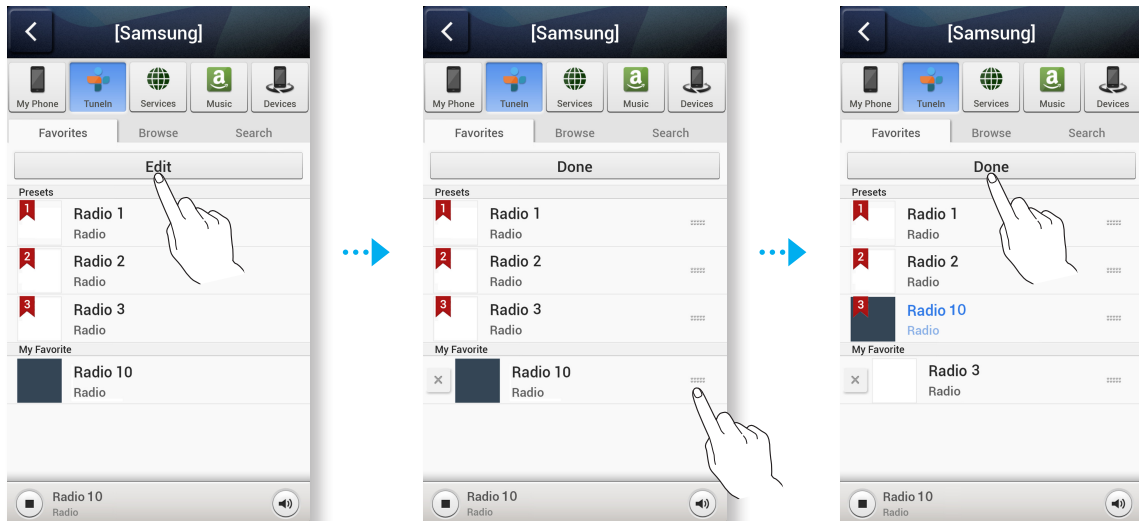 [Samsung]
My Phone
TuneIn
Services
a
Music
Devices
Favorites
Browse
Search
Edit
Presets
1
Radio 1
Radio
2
Radio 2
Radio
3
Radio 3
Radio
My Favorite
Radio 10
Radio
Radio 10
Radio
[Samsung]
My Phone
TuneIn
Services
a
Music
Devices
Favorites
Browse
Search
Done
Presets
1
Radio 1
Radio
2
Radio 2
Radio
3
Radio 3
Radio
My Favorite
Radio 10
Radio
Radio 10
Radio
[Samsung]
My Phone
TuneIn
Services
a
Music
Devices
Favorites
Browse
Search
Done
Presets
1
Radio 1
Radio
2
Radio 2
Radio
3
Radio 10
Radio
My Favorite
Radio 3
Radio
Radio 10
Radio